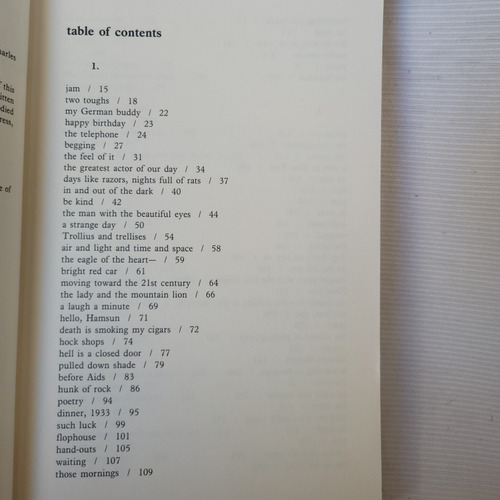 table of contents
1.
jam / 15
two toughs / 18
my German buddy / 22
happy birthday / 23
the telephone / 24
begging / 27
the feel of it / 31
the greatest actor of our day / 34
days like razors, nights full of rats / 37
in and out of the dark / 40
be kind / 42
the man with the beautiful eyes / 44
a strange day / 50
Trollius and trellises / 54
air and light and time and space / 58
the eagle of the heart— / 59
bright red car / 61
moving toward the 21st century / 64
the lady and the mountain lion / 66
a laugh a minute / 69
hello, Hamsun / 71
death is smoking my cigars / 72
hock shops / 74
hell is a closed door / 77
pulled down shade / 79
before Aids / 83
hunk of rock / 86
poetry / 94
dinner, 1933 / 95
such luck / 99
flophouse / 101
hand-outs / 105
waiting / 107
those mornings / 109